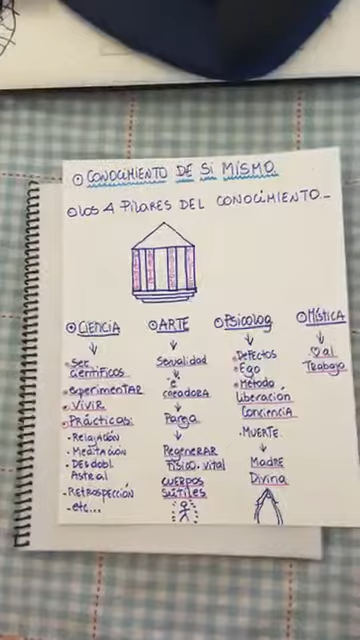 CONOCIMIENTO DE SI MISMO
LOS 4 PILARES DEL CONOCIMIENTO...
CIENCIA
Ser
científicos
experimentar
VIVIR
PRÁCTICAS:
Relajación
Meditación
Desdobl.
Astral
Retrospección
etc...
ARTE
Sexualidad
E
creadora
Pareja
Regenerar
Físico. vital
cuerpos
sútiles
Psicolog
Defectos
Ego
Método
Liberación
Conciencia
MUERTE
MADRE
Divina
Mística
al
Trabajo